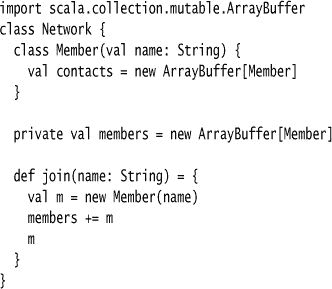 import scala.collection.mutable.ArrayBuffer
class Network {
  class Member(val name: String) {
    val contacts = new ArrayBuffer[Member]
  }

  private val members = new ArrayBuffer[Member]

  def join(name: String) = {
    val m = new Member(name)
    members += m
    m
  }
}